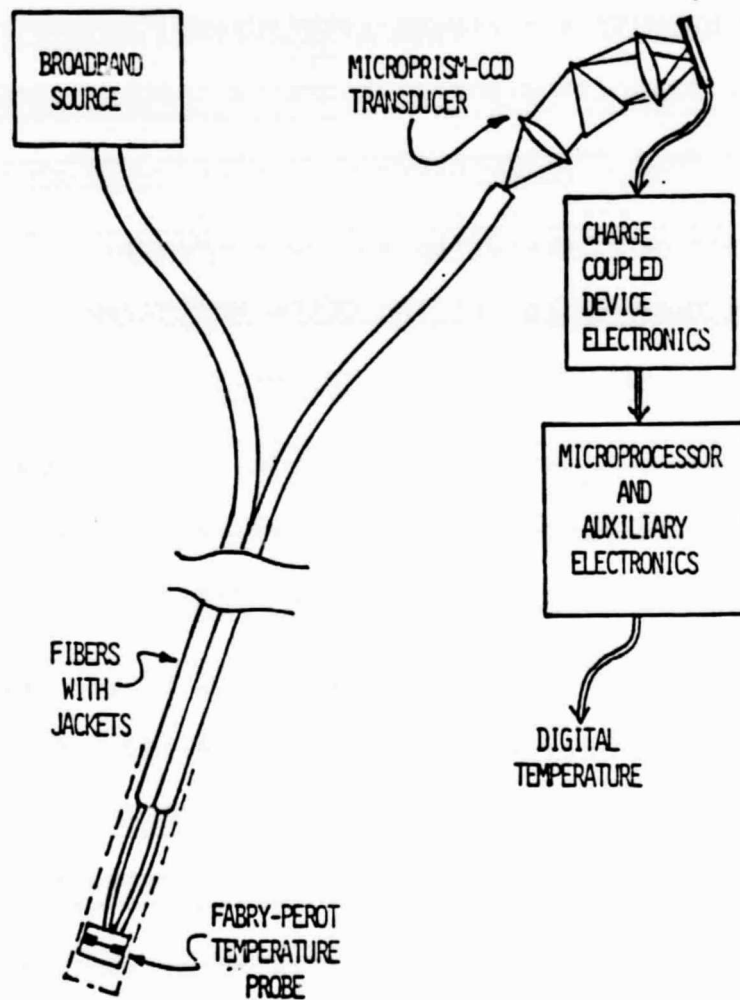 BROADBAND
SOURCE
MICROPRISM-CCD
TRANSDUCER
CHARGE
COUPLED
DEVICE
ELECTRONICS
MICROPROCESSOR
AND
AUXILIARY
ELECTRONICS
FIBERS
WITH
JACKETS
DIGITAL
TEMPERATURE
FABRY-PEROT
TEMPERATURE
PROBE